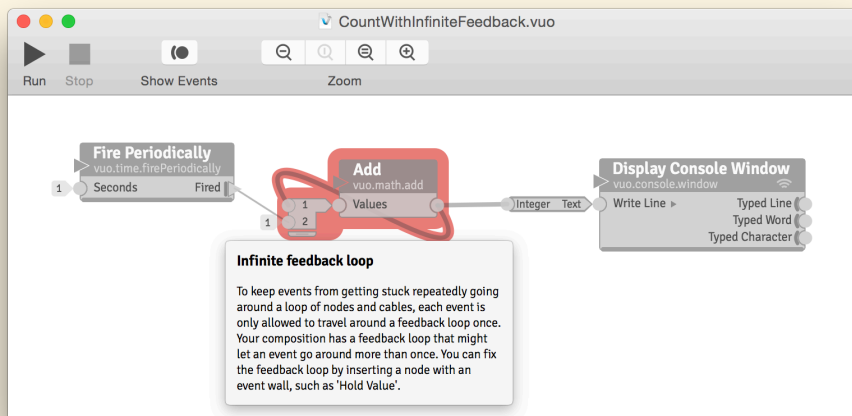 CountWithInfiniteFeedback.vuo
Run Stop Show Events Zoom
Fire Periodically
vuo.time.firePeriodically
1 Seconds Fired
Add
vuo.math.add
1 Values
1 2
Integer Text
Display Console Window
vuo.console.window
Write Line Typed Line
Typed Word
Typed Character
Infinite feedback loop
To keep events from getting stuck repeatedly going
around a loop of nodes and cables, each event is
only allowed to travel around a feedback loop once.
Your composition has a feedback loop that might
let an event go around more than once. You can fix
the feedback loop by inserting a node with an
event wall, such as 'Hold Value'.